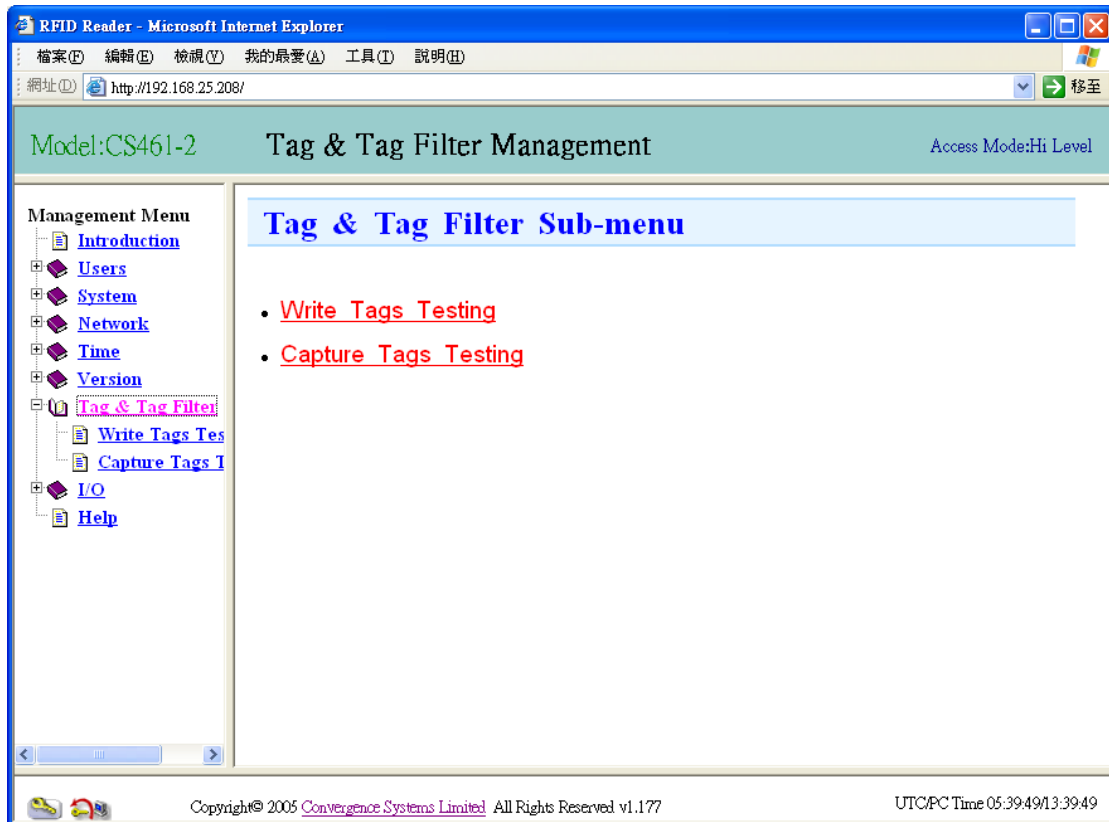 RFID Reader - Microsoft Internet Explorer
檔案(F) 編輯(E) 檢視(V) 我的最愛(A) 工具(T) 說明(H)
網址(D) http://192.168.25.208/ 移至
Model:CS461-2 Tag & Tag Filter Management Access Mode:Hi Level
Management Menu
Introduction
Users
System
Network
Time
Version
Tag & Tag Filter
Write Tags Tes
Capture Tags T
I/O
Help
Tag & Tag Filter Sub-menu
Write Tags Testing
Capture Tags Testing
Copyright© 2005 Convergence Systems Limited All Rights Reserved v1.177
UTC/PC Time 05:39:49/13:39:49